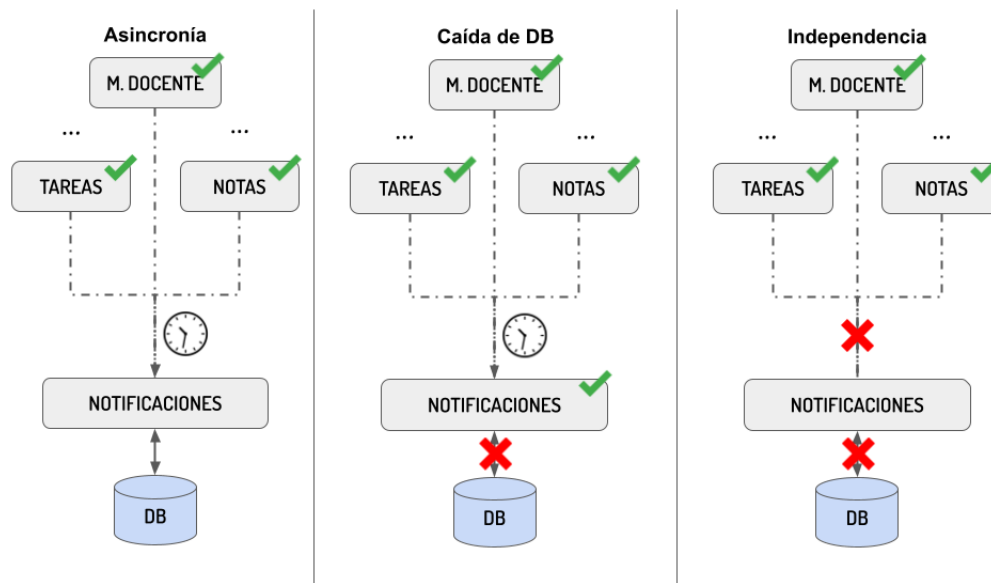 Asincronía
M. DOCENTE
...
...
TAREAS
NOTAS
NOTIFICACIONES
DB
Caída de DB
M. DOCENTE
...
...
TAREAS
NOTAS
NOTIFICACIONES
DB
Independencia
M. DOCENTE
...
...
TAREAS
NOTAS
NOTIFICACIONES
DB